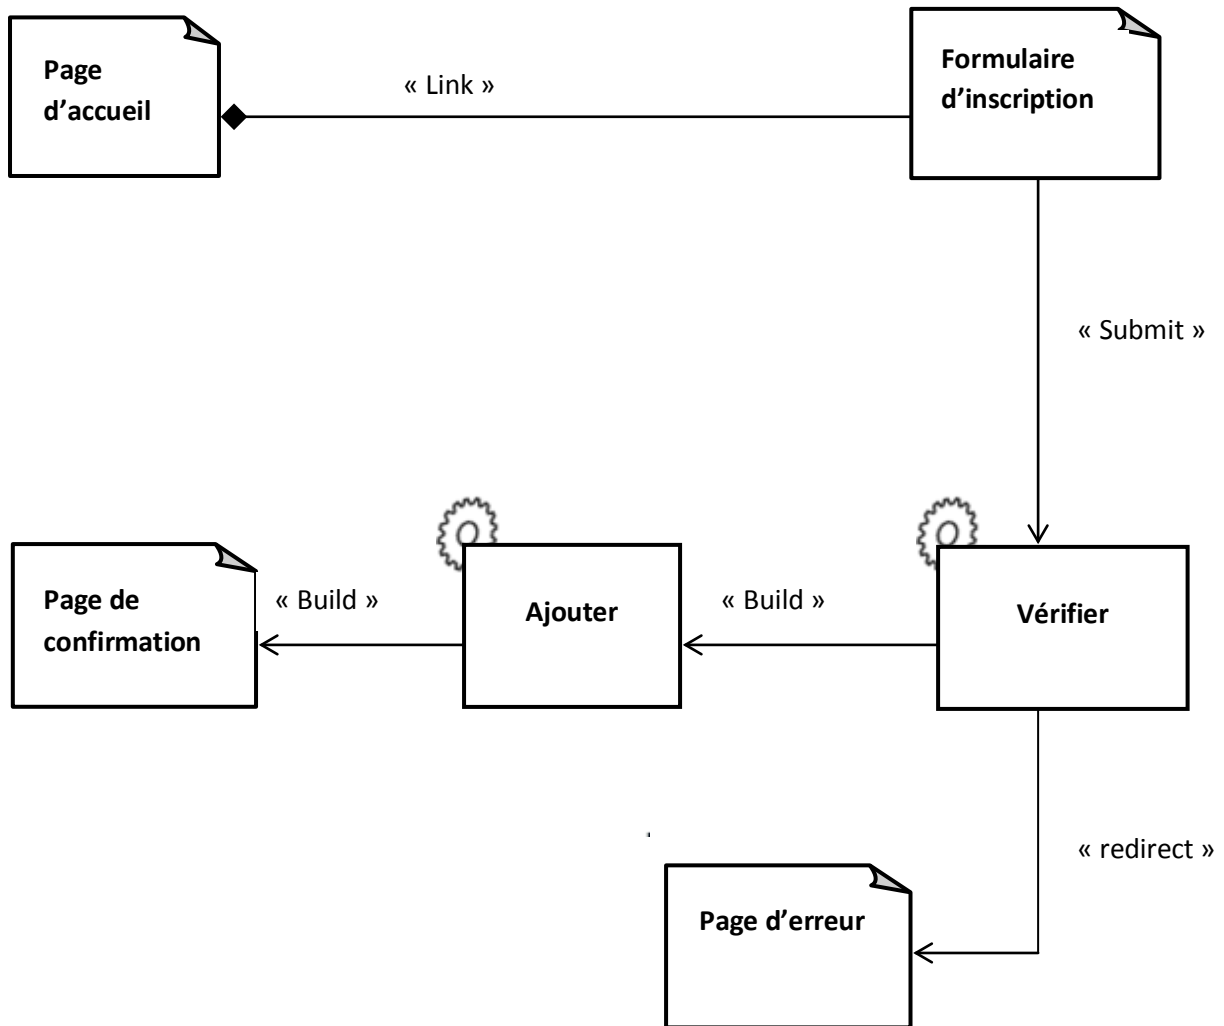 Page
d’accueil
« Link »
Formulaire
d’inscription
« Submit »
Page de
confirmation
« Build »
Ajouter
« Build »
Vérifier
« redirect »
Page d’erreur